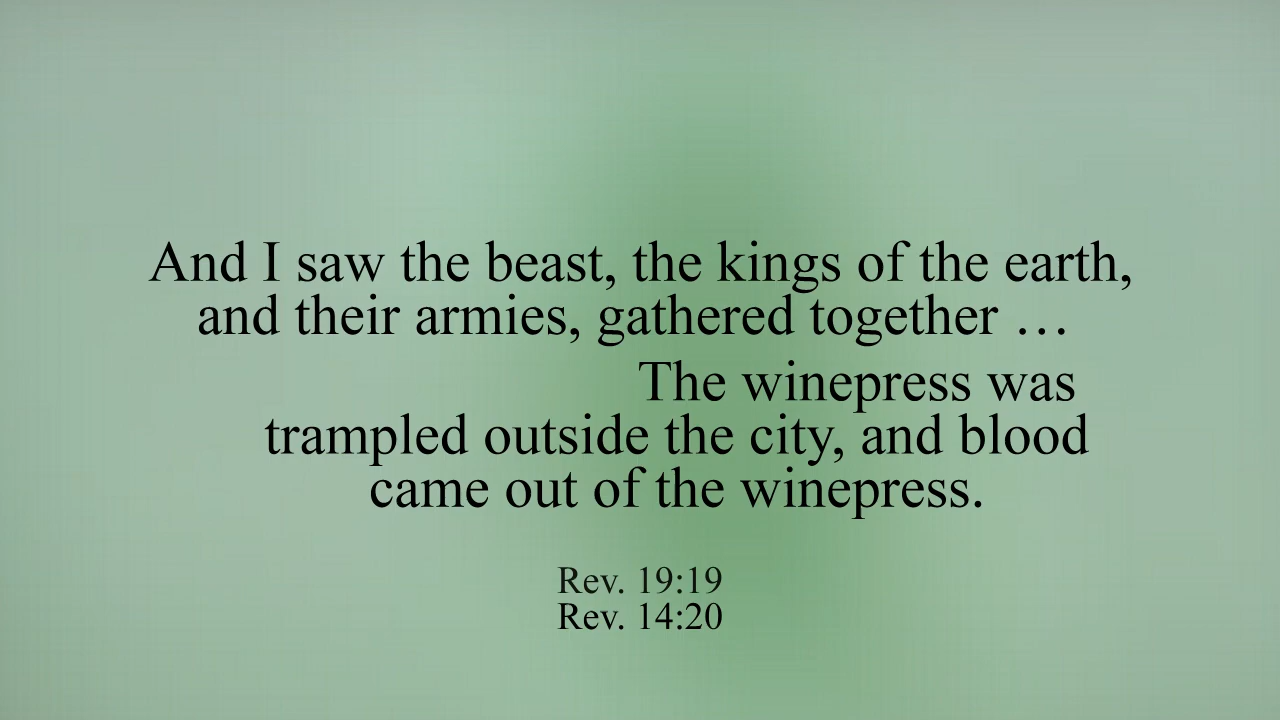 And I saw the beast, the kings of the earth,
and their armies, gathered together …
The winepress was
trampled outside the city, and blood
came out of the winepress.
Rev. 19:19
Rev. 14:20